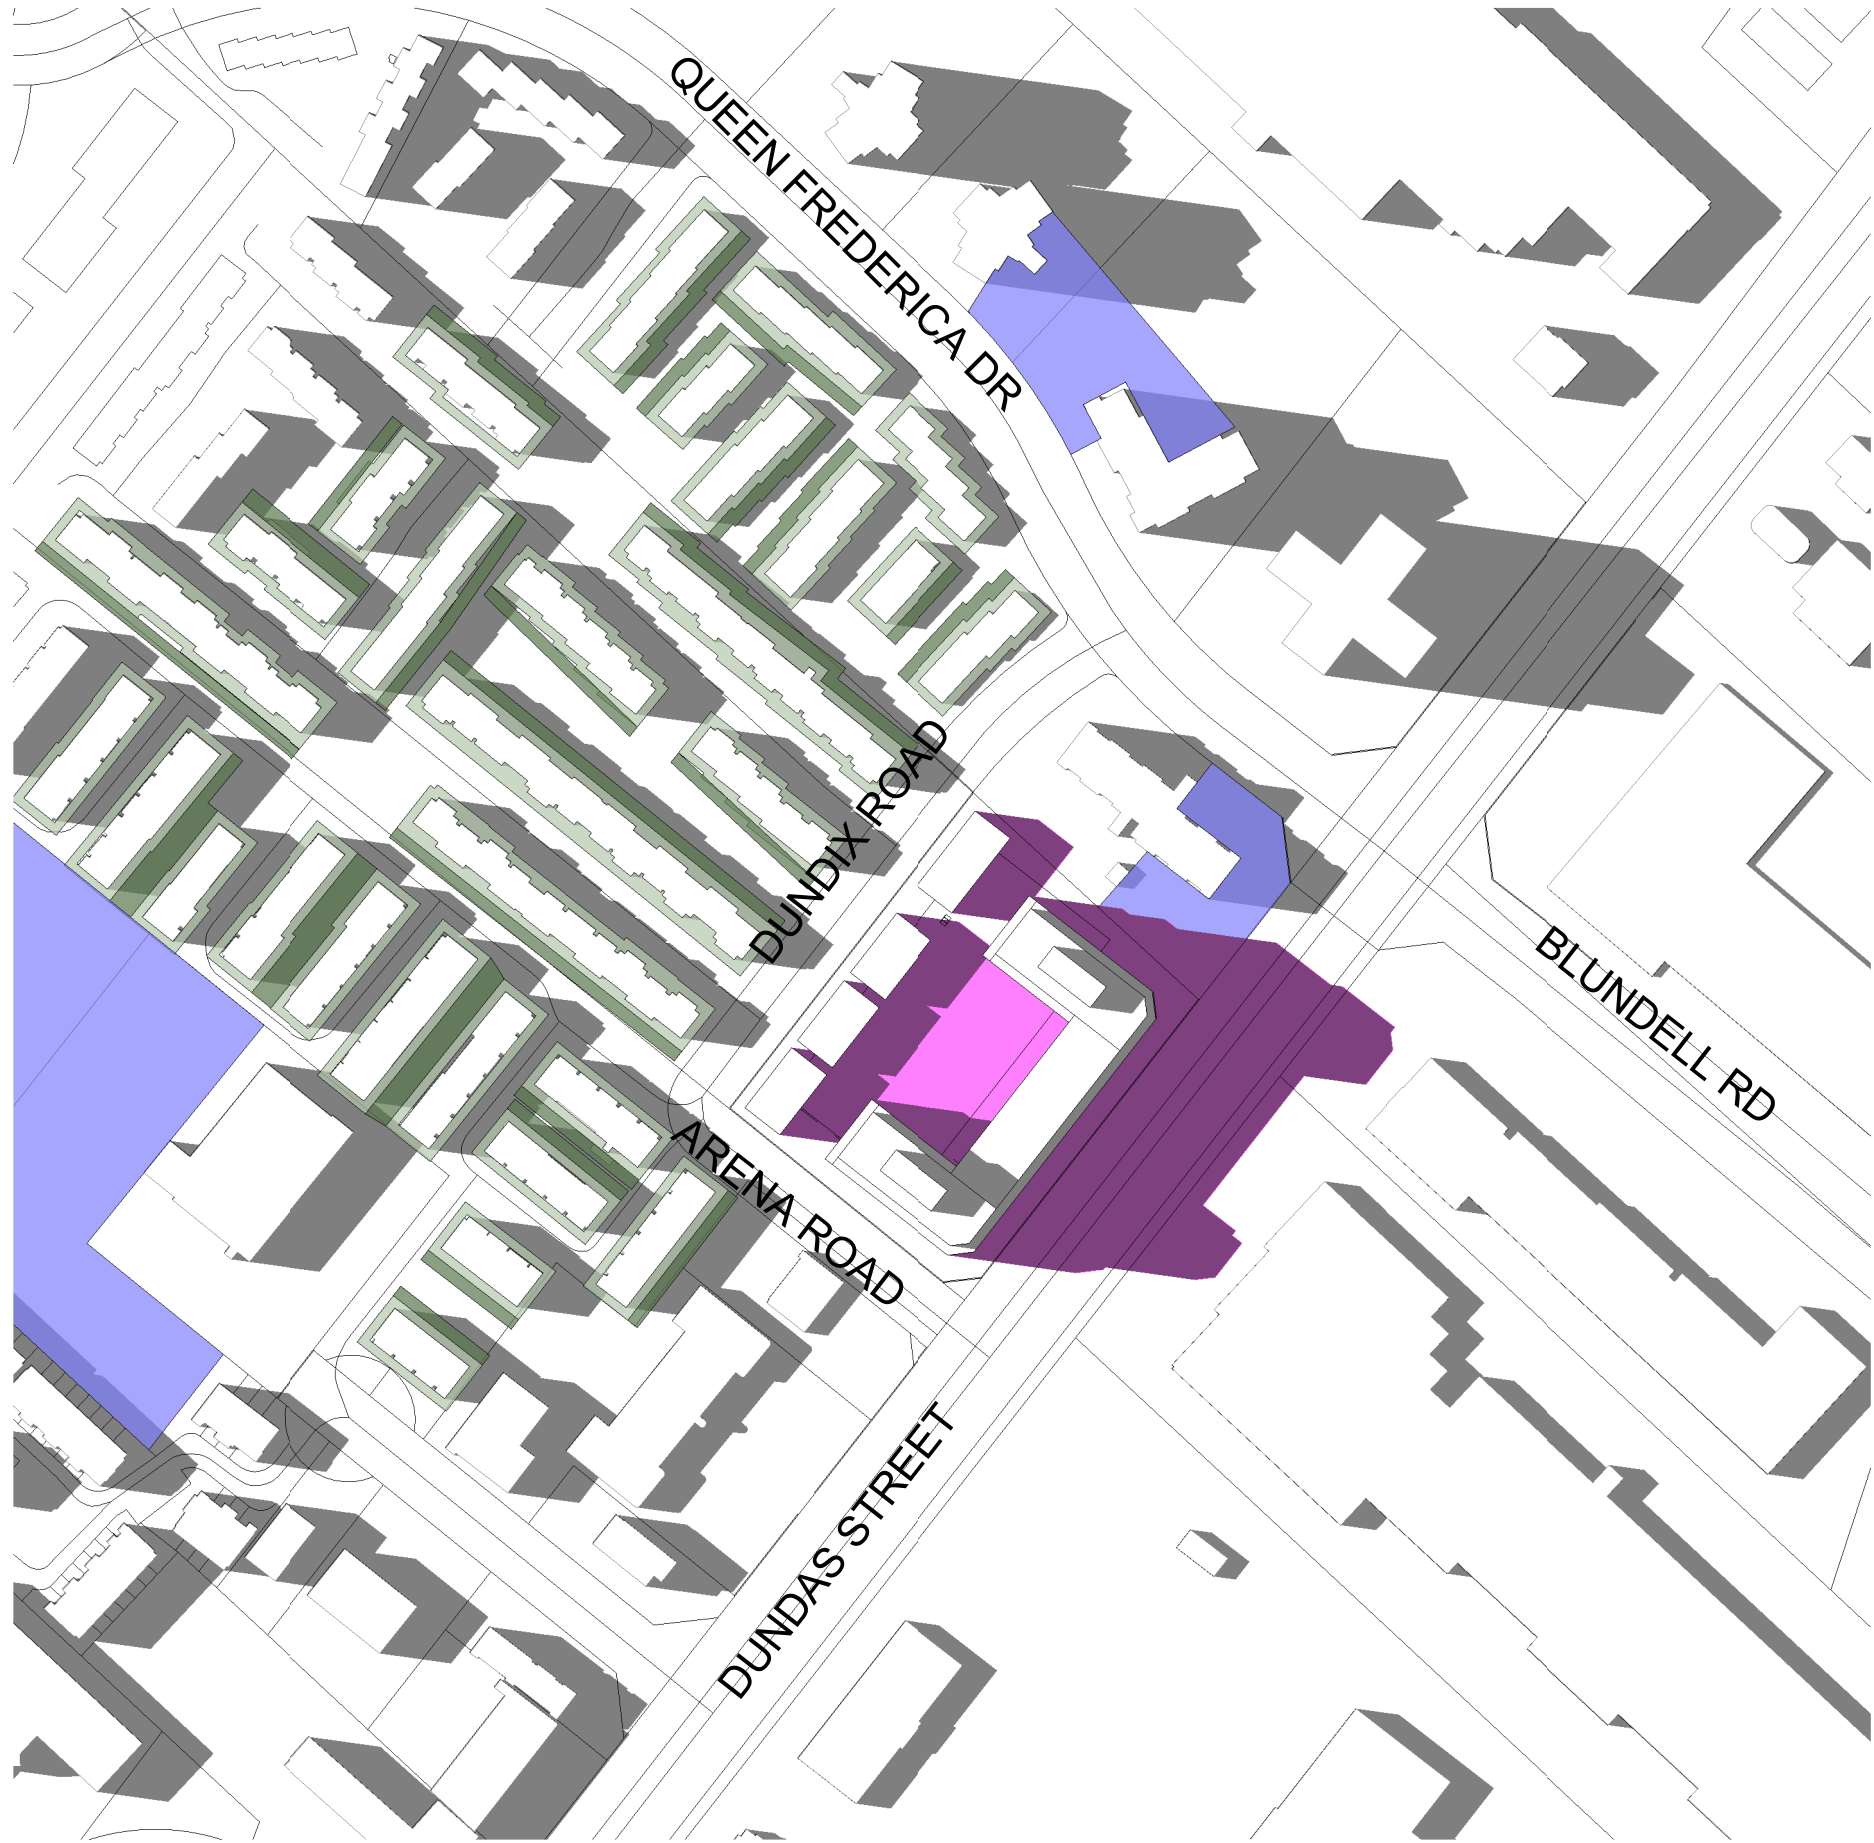 QUEEN FREDERICA DR
DUNDIX ROAD
BLUNDELL RD
ARENA ROAD
DUNDAS STREET